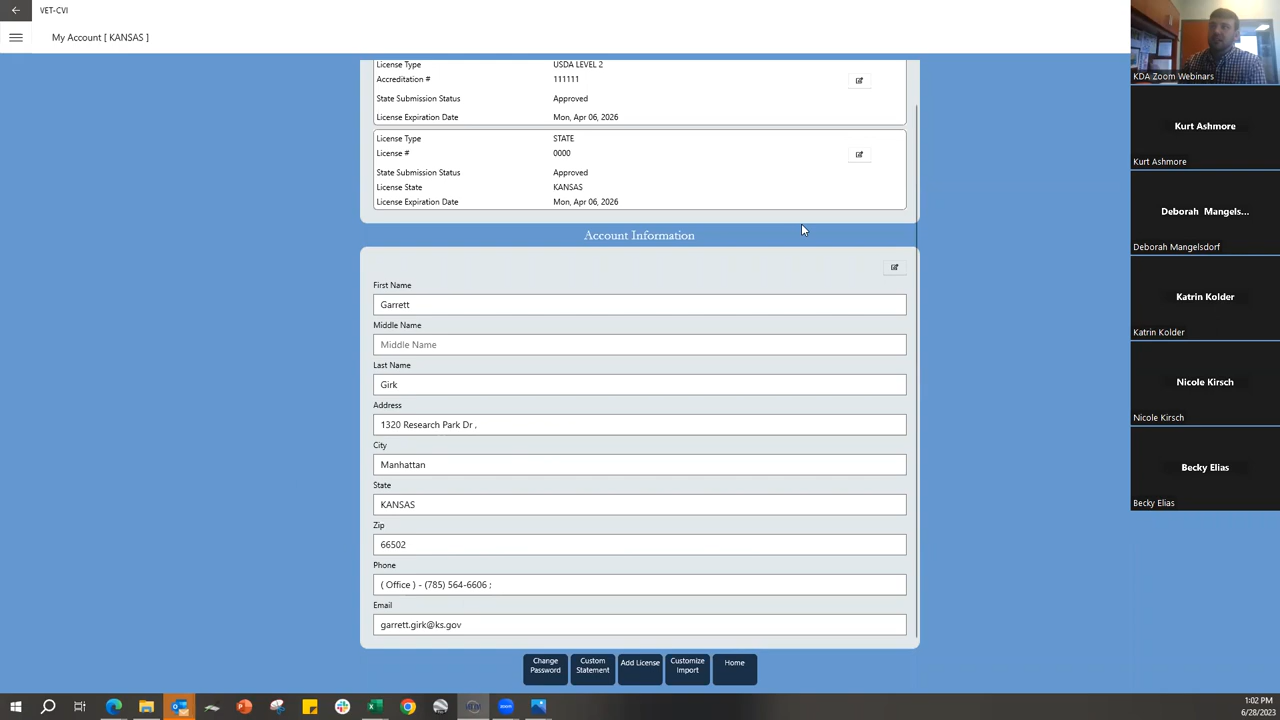 VET-CVI
My Account [ KANSAS ]
License Type USDA LEVEL 2
Accreditation # 111111
State Submission Status Approved
License Expiration Date Mon, Apr 06, 2026
License Type STATE
License # 0000
State Submission Status Approved
License State KANSAS
License Expiration Date Mon, Apr 06, 2026
Account Information
First Name
Garrett
Middle Name
Middle Name
Last Name
Girk
Address
1320 Research Park Dr ,
City
Manhattan
State
KANSAS
Zip
66502
Phone
( Office ) - (785) 564-6606 ;
Email
garrett.girk@ks.gov
Change Password
Custom Statement
Add License
Customize Import
Home
KDA Zoom Webinars
Kurt Ashmore
Kurt Ashmore
Deborah Mangels...
Deborah Mangelsdorf
Katrin Kolder
Katrin Kolder
Nicole Kirsch
Nicole Kirsch
Becky Elias
Becky Elias
1:02 PM
6/28/2023